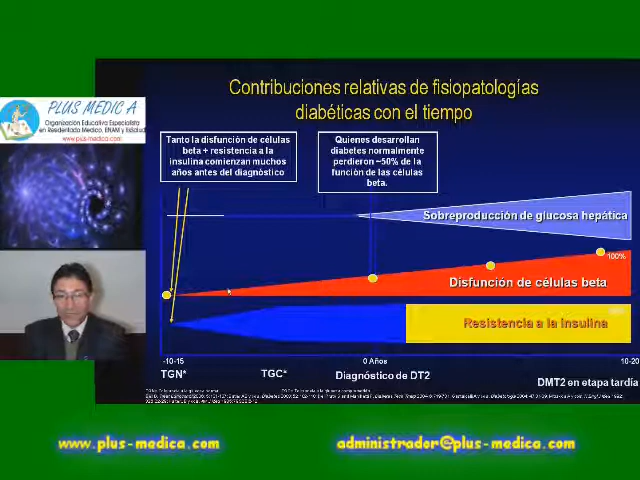 Contribuciones relativas de fisiopatologías
diabéticas con el tiempo
PLUS MEDIC A
Organización Educativa Especialista
en Residentado Medico, ENAM y EsSalud
www.plus-medica.com
Tanto la disfunción de células
beta + resistencia a la
insulina comienzan muchos
años antes del diagnóstico
Quienes desarrollan
diabetes normalmente
perdieron ~50% de la
función de las células
beta.
Sobreproducción de glucosa hepática
100%
Disfunción de células beta
Resistencia a la insulina
-10-15
0 Años
10-20
TGN*
TGC*
Diagnóstico de DT2
DMT2 en etapa tardía
www.plus-medica.com
administrador@plus-medica.com